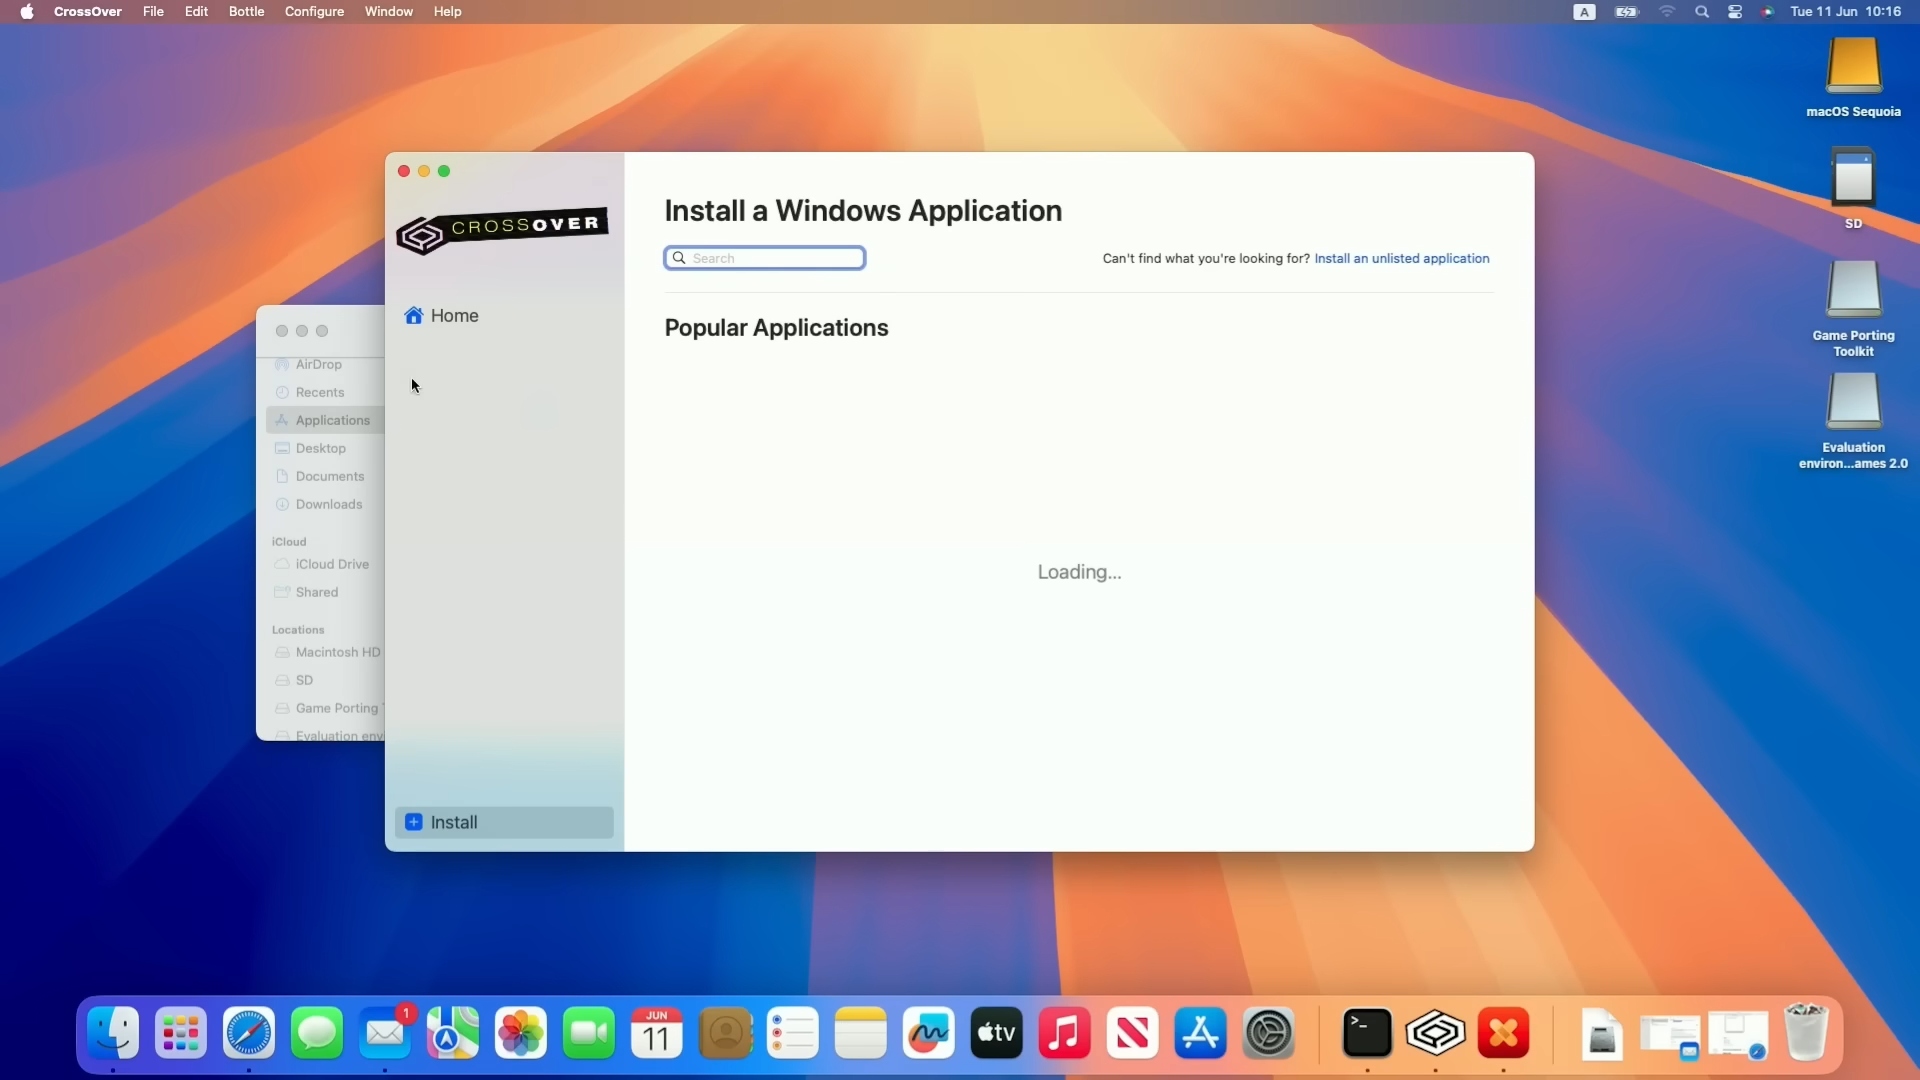 CrossOver File Edit Bottle Configure Window Help
A Tue 11 Jun 10:16
macOS Sequoia
SD
Game Porting
Toolkit
Evaluation
environ...ames 2.0
CROSSOVER
Home
Install
Install a Windows Application
Search
Can't find what you're looking for? Install an unlisted application
Popular Applications
Loading...
AirDrop
Recents
Applications
Desktop
Documents
Downloads
iCloud
iCloud Drive
Shared
Locations
Macintosh HD
SD
Game Porting
Evaluation env
1
JUN
11
tv
>_